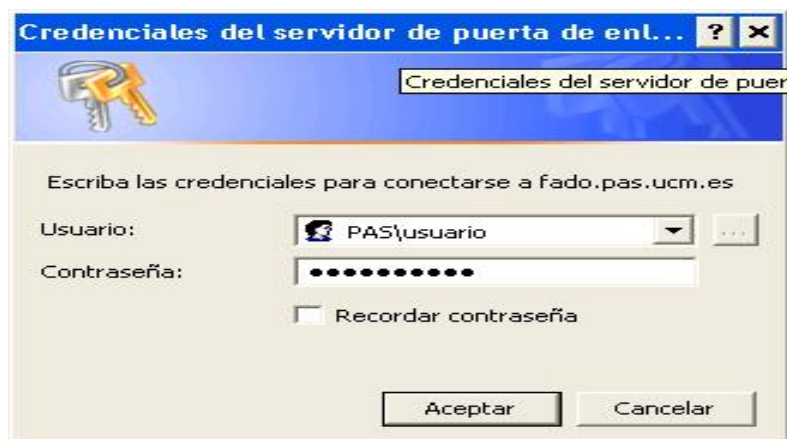 Credenciales del servidor de puerta de enl...
Credenciales del servidor de puer
Escriba las credenciales para conectarse a fado.pas.ucm.es
Usuario: PAS\usuario ...
Contraseña: ••••••••••
Recordar contraseña
Aceptar Cancelar